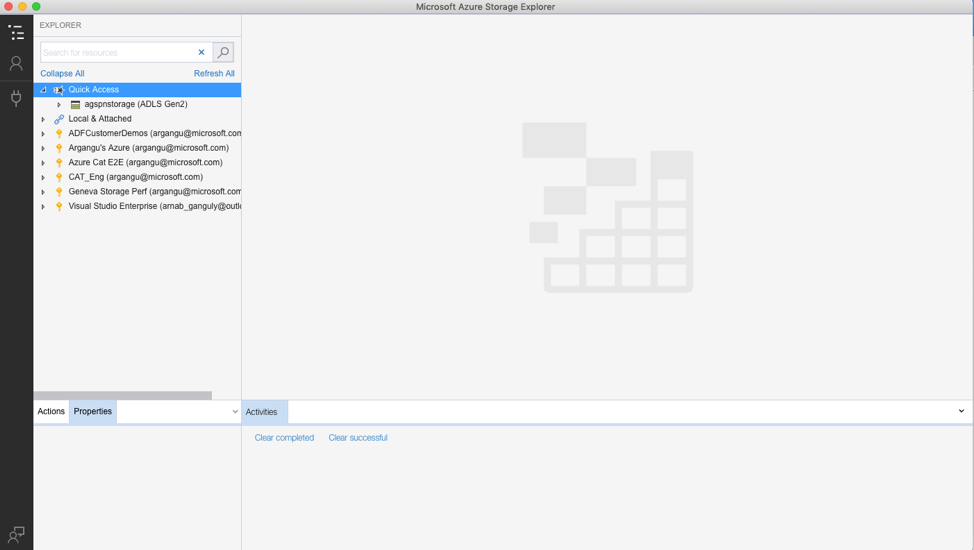 Microsoft Azure Storage Explorer
EXPLORER
Search for resources
Collapse All
Refresh All
Quick Access
agspnstorage (ADLS Gen2)
Local & Attached
ADFCustomerDemos (argangu@microsoft.com
Argangu's Azure (argangu@microsoft.com)
Azure Cat E2E (argangu@microsoft.com)
CAT_Eng (argangu@microsoft.com)
Geneva Storage Perf (argangu@microsoft.com
Visual Studio Enterprise (arnab_ganguly@outl
Actions
Properties
Activities
Clear completed
Clear successful